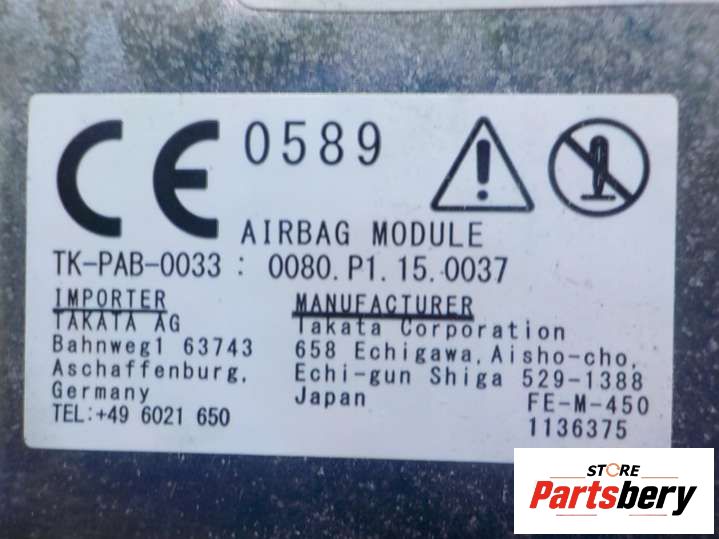 CE 0589
AIRBAG MODULE
TK-PAB-0033 : 0080.P1.15.0037
IMPORTER
TAKATA AG
Bahnweg1 63743
Aschaffenburg,
Germany
TEL:+49 6021 650
MANUFACTURER
Takata Corporation
658 Echigawa,Aisho-cho,
Echi-gun Shiga 529-1388
Japan FE-M-450
1136375
STORE
Partsbery